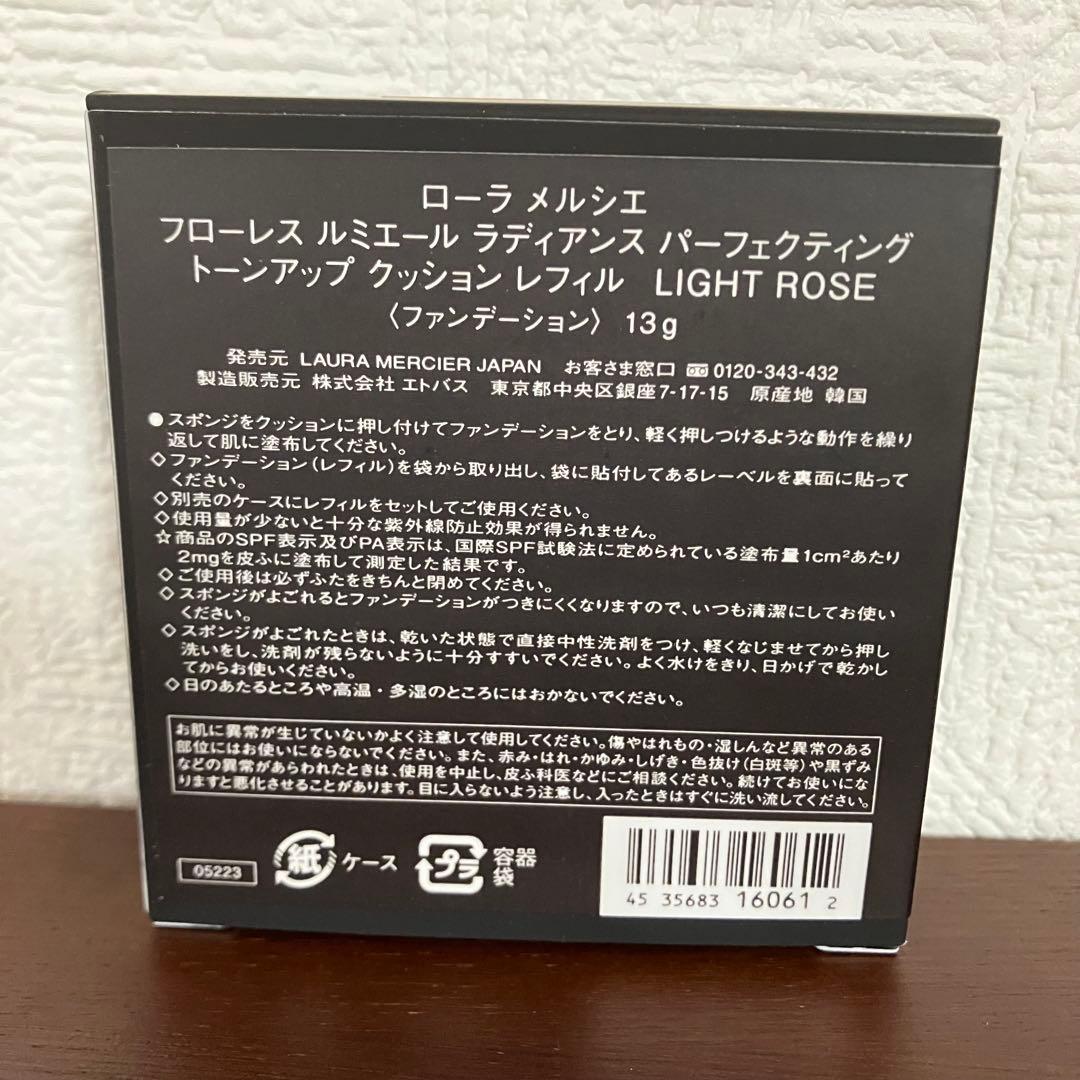 ローラ メルシエ
フローレス ルミエール ラディアンス パーフェクティング
トーンアップ クッション レフィル LIGHT ROSE
〈ファンデーション〉 13g
発売元 LAURA MERCIER JAPAN お客さま窓口 0120-343-432
製造販売元 株式会社 エトバス 東京都中央区銀座7-17-15 原産地 韓国
●スポンジをクッションに押し付けてファンデーションをとり、軽く押しつけるような動作を繰り
返して肌に塗布してください。
◇ファンデーション(レフィル)を袋から取り出し、袋に貼付してあるレーベルを裏面に貼って
ください。
◇別売のケースにレフィルをセットしてご使用ください。
◇使用量が少ないと十分な紫外線防止効果が得られません。
☆商品のSPF表示及びPA表示は、国際SPF試験法に定められている塗布量1cm²あたり
2mgを皮ふに塗布して測定した結果です。
◇ご使用後は必ずふたをきちんと閉めてください。
◇スポンジがよごれるとファンデーションがつきにくくなりますので、いつも清潔にしてお使い
ください。
◇スポンジがよごれたときは、乾いた状態で直接中性洗剤をつけ、軽くなじませてから押し
洗いをし、洗剤が残らないように十分すすいでください。よく水けをきり、日かげで乾かし
てからお使いください。
◇日のあたるところや高温・多湿のところにはおかないでください。
お肌に異常が生じていないかよく注意して使用してください。傷やはれもの・湿しんなど異常のある
部位にはお使いにならないでください。また、赤み・はれ・かゆみ・しげき・色抜け(白斑等)や黒ずみ
などの異常があらわれたときは、使用を中止し、皮ふ科医などにご相談ください。続けてお使いにな
りますと悪化させることがあります。目に入らないよう注意し、入ったときはすぐに洗い流してください。
05223
紙 ケース
プラ 容器
袋
4535683160612